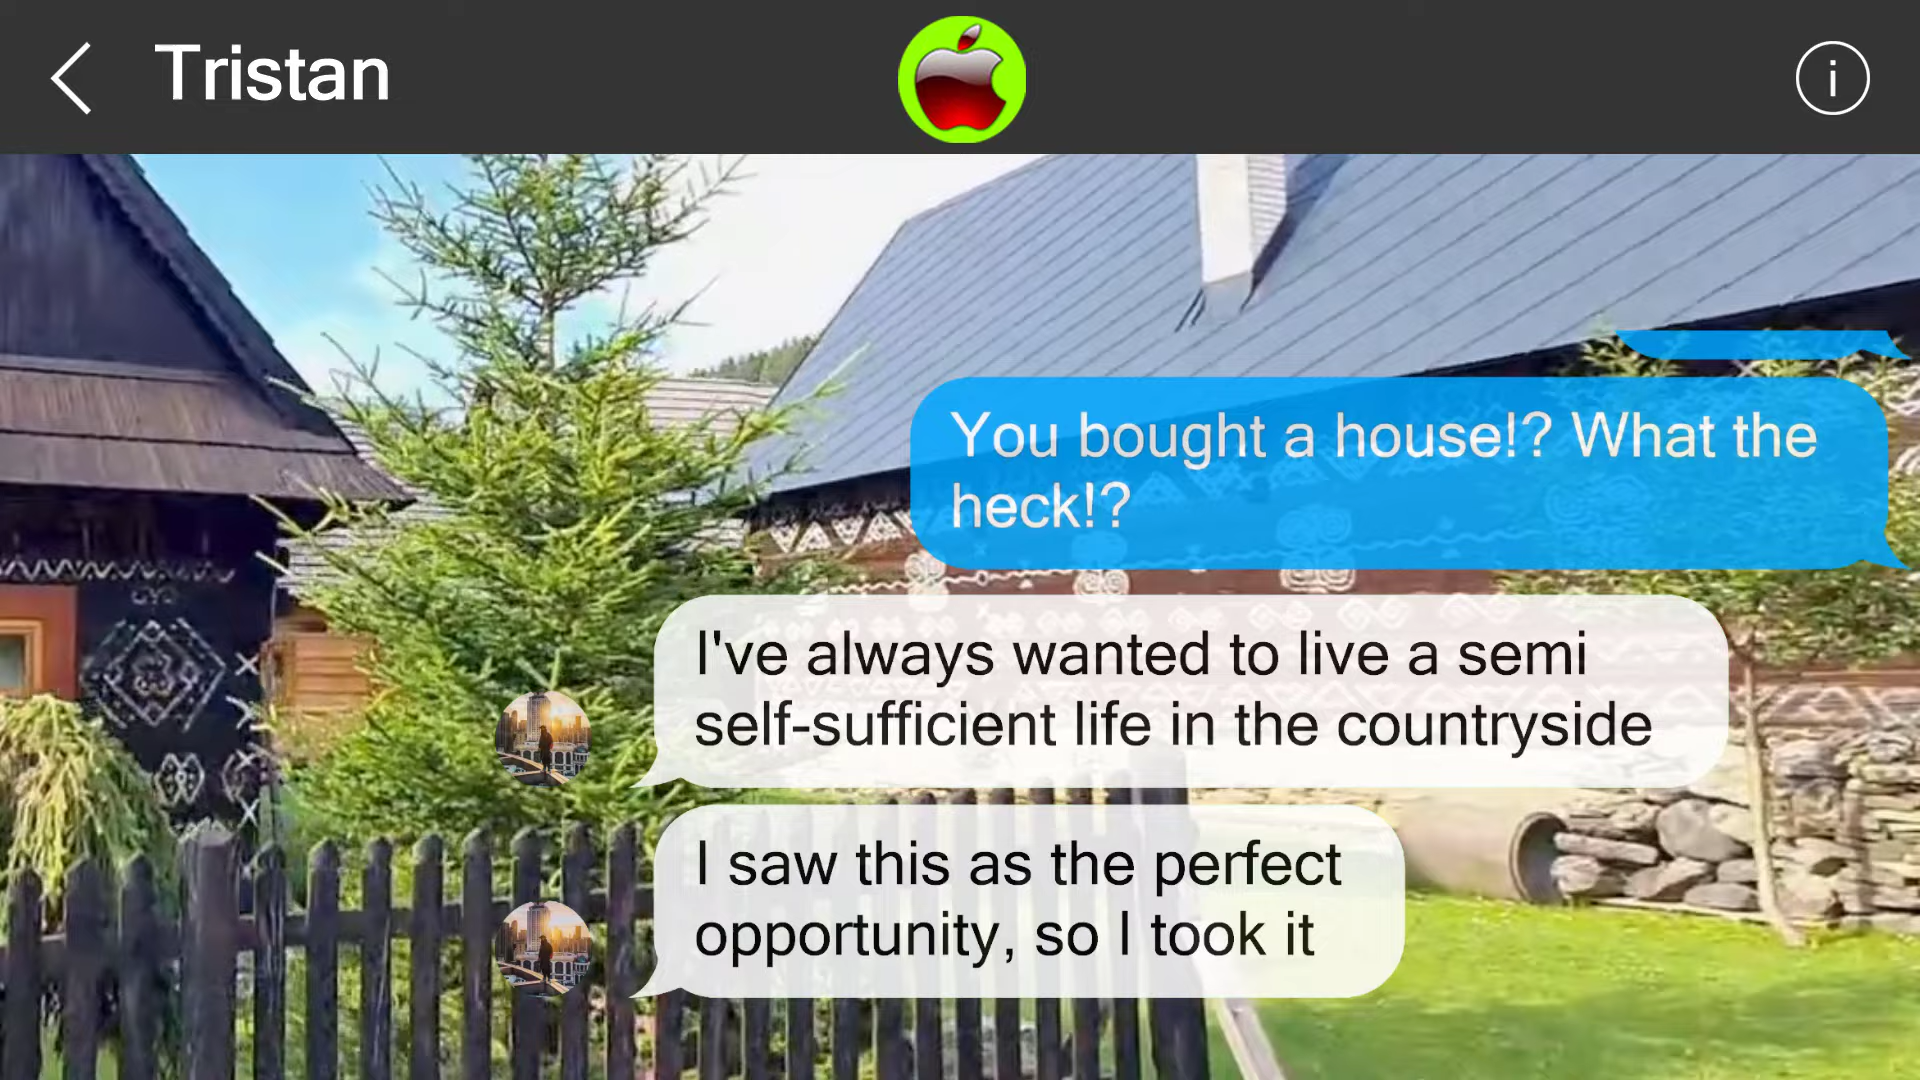 Tristan
i
You bought a house!? What the
heck!?
I've always wanted to live a semi
self-sufficient life in the countryside
I saw this as the perfect
opportunity, so I took it